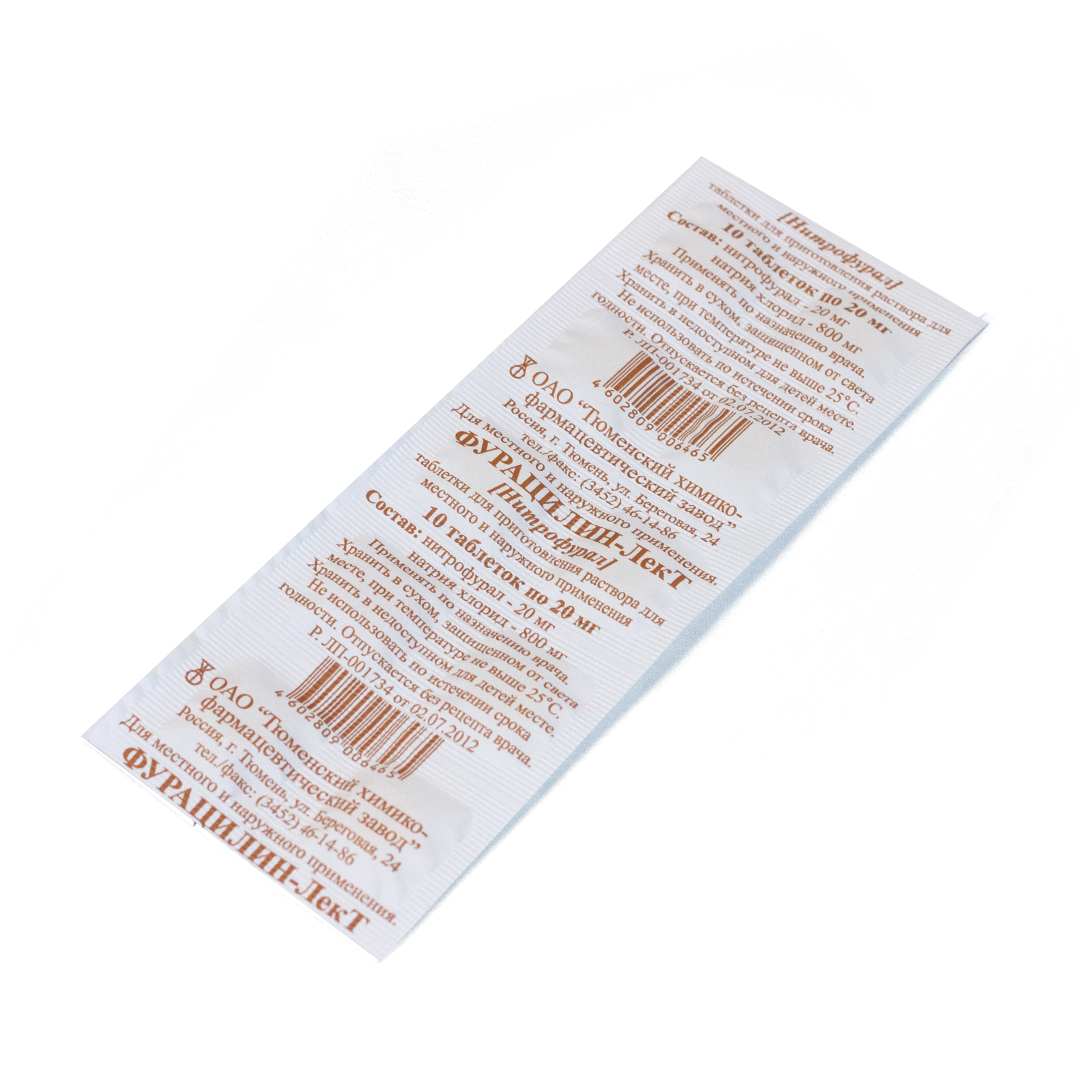 [Нитрофурал]
таблетки для приготовления раствора для
местного и наружного применения
10 таблеток по 20 мг
Состав: нитрофурал - 20 мг
натрия хлорид - 800 мг
Применять по назначению врача.
Хранить в сухом, защищенном от света
месте, при температуре не выше 25°С.
Хранить в недоступном для детей месте.
Не использовать по истечении срока
годности. Отпускается без рецепта врача.
Р. ЛП-001734 от 02.07.2012
4 602809 006465
ОАО “Тюменский химико-
фармацевтический завод”
Россия, г. Тюмень, ул. Береговая, 24
тел./факс: (3452) 46-14-86
Для местного и наружного применения.
ФУРАЦИЛИН-ЛекТ
[Нитрофурал]
таблетки для приготовления раствора для
местного и наружного применения
10 таблеток по 20 мг
Состав: нитрофурал - 20 мг
натрия хлорид - 800 мг
Применять по назначению врача.
Хранить в сухом, защищенном от света
месте, при температуре не выше 25°С.
Хранить в недоступном для детей месте.
Не использовать по истечении срока
годности. Отпускается без рецепта врача.
Р. ЛП-001734 от 02.07.2012
4 602809 006465
ОАО “Тюменский химико-
фармацевтический завод”
Россия, г. Тюмень, ул. Береговая, 24
тел./факс: (3452) 46-14-86
Для местного и наружного применения.
ФУРАЦИЛИН-ЛекТ